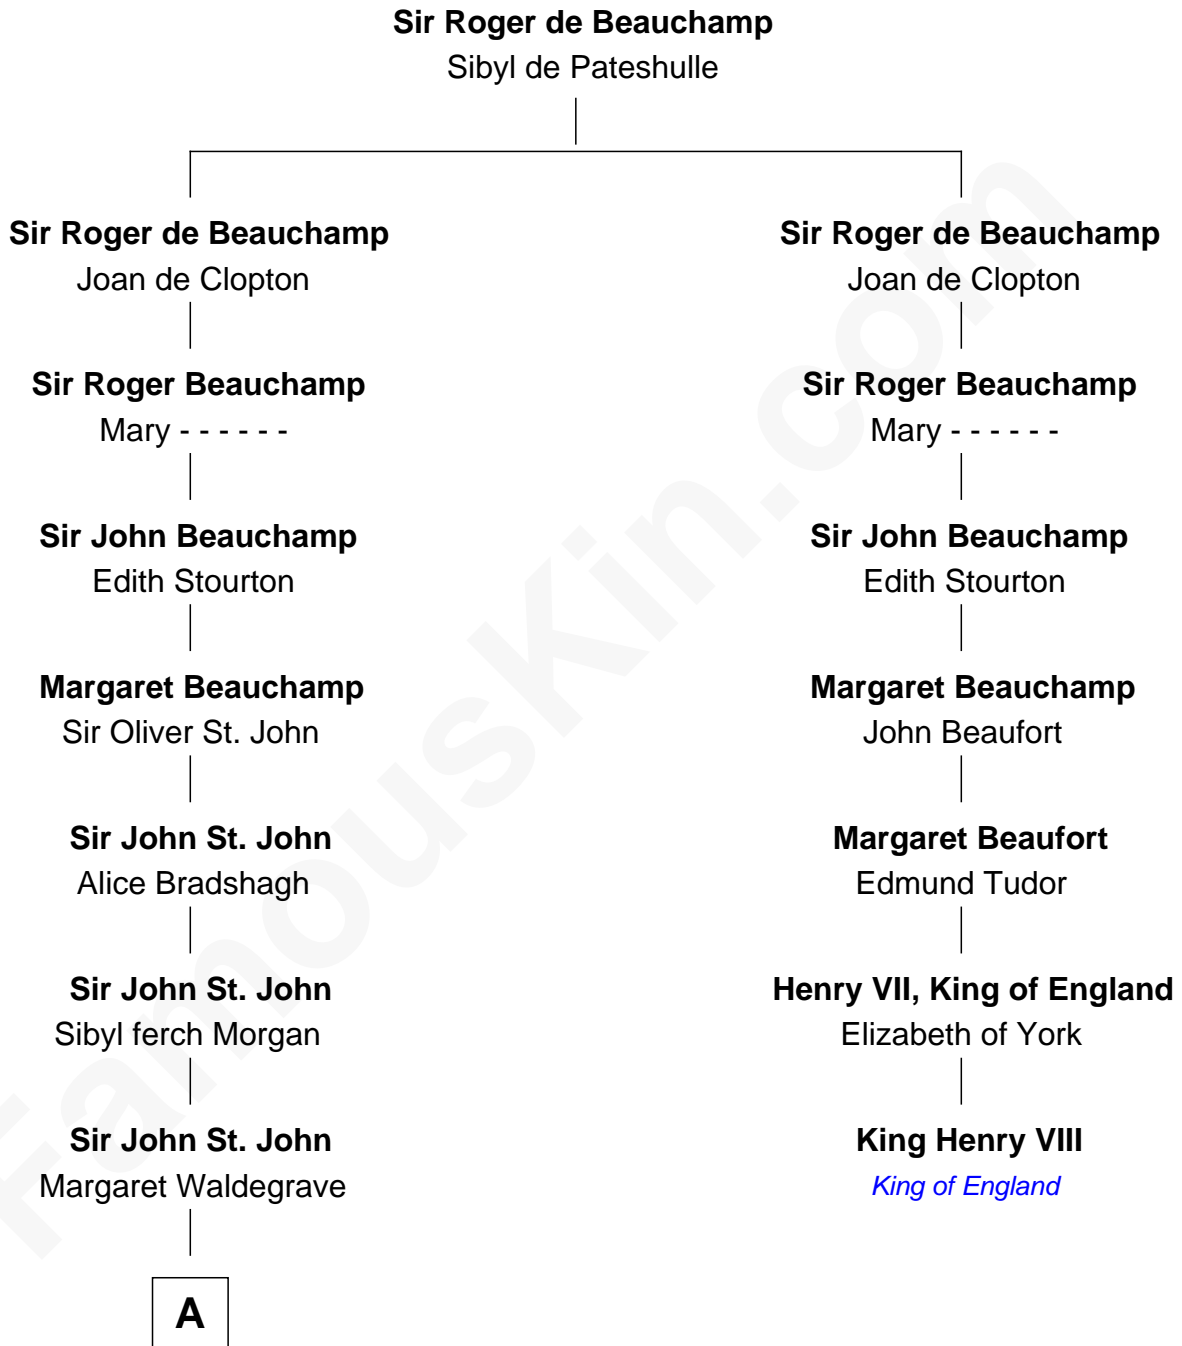 Sir Roger de Beauchamp
Sibyl de Pateshulle
Sir Roger de Beauchamp
Joan de Clopton
Sir Roger Beauchamp
Mary - - - - - -
Sir John Beauchamp
Edith Stourton
Margaret Beauchamp
Sir Oliver St. John
Sir John St. John
Alice Bradshagh
Sir John St. John
Sibyl ferch Morgan
Sir John St. John
Margaret Waldegrave
A
Sir Roger de Beauchamp
Joan de Clopton
Sir Roger Beauchamp
Mary - - - - - -
Sir John Beauchamp
Edith Stourton
Margaret Beauchamp
John Beaufort
Margaret Beaufort
Edmund Tudor
Henry VII, King of England
Elizabeth of York
King Henry VIII
King of England
FamousKin.com